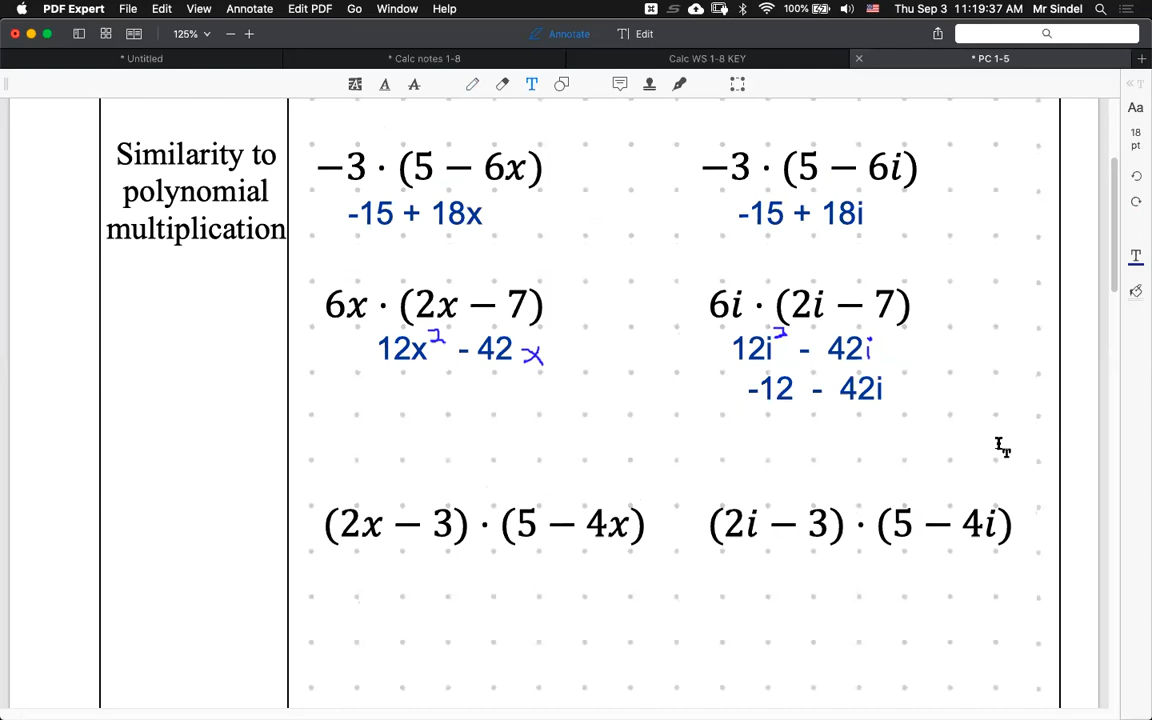 PDF Expert File Edit View Annotate Edit PDF Go Window Help 100% Thu Sep 3 11:19:37 AM Mr Sindel
125% Annotate Edit
* Untitled * Calc notes 1-8 Calc WS 1-8 KEY * PC 1-5
Aa
18
pt
T
Similarity to
polynomial
multiplication
−3 · (5 − 6x) −3 · (5 − 6i)
-15 + 18x -15 + 18i
6x · (2x − 7) 6i · (2i − 7)
12x² - 42x 12i² - 42i
-12 - 42i
(2x − 3) · (5 − 4x) (2i − 3) · (5 − 4i)